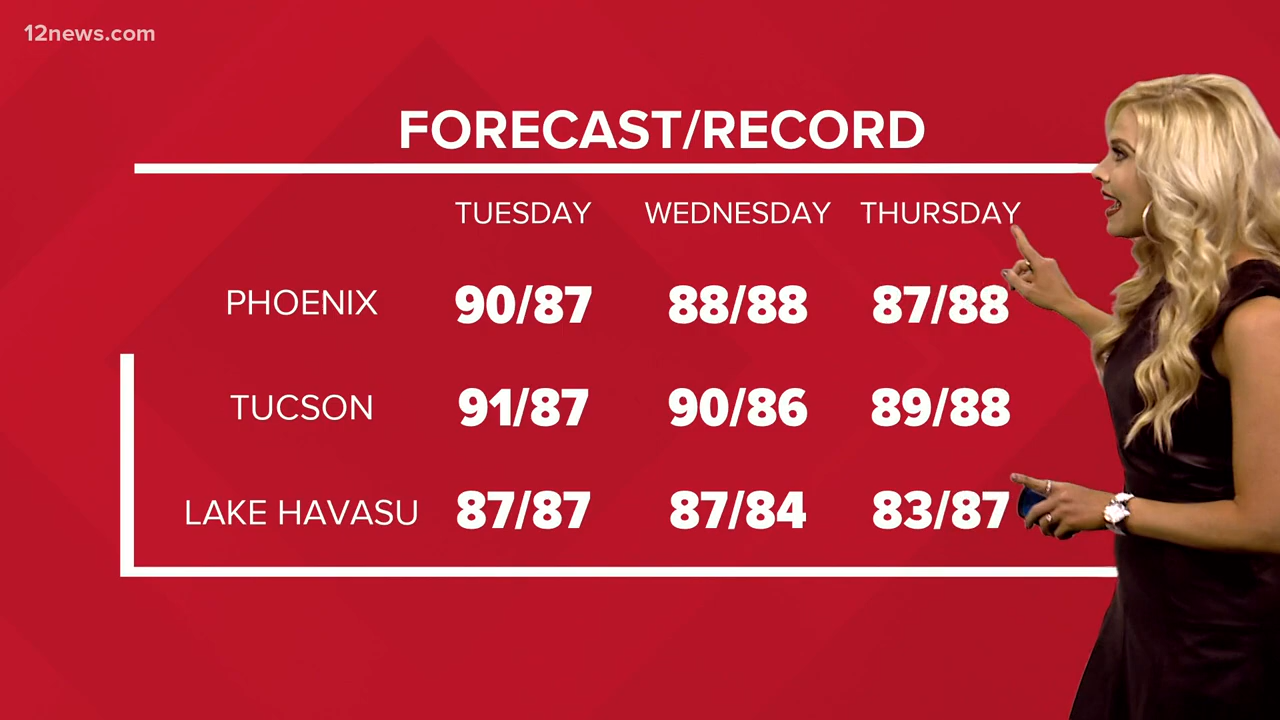 12news.com
FORECAST/RECORD
TUESDAY WEDNESDAY THURSDAY
PHOENIX 90/87 88/88 87/88
TUCSON 91/87 90/86 89/88
LAKE HAVASU 87/87 87/84 83/87